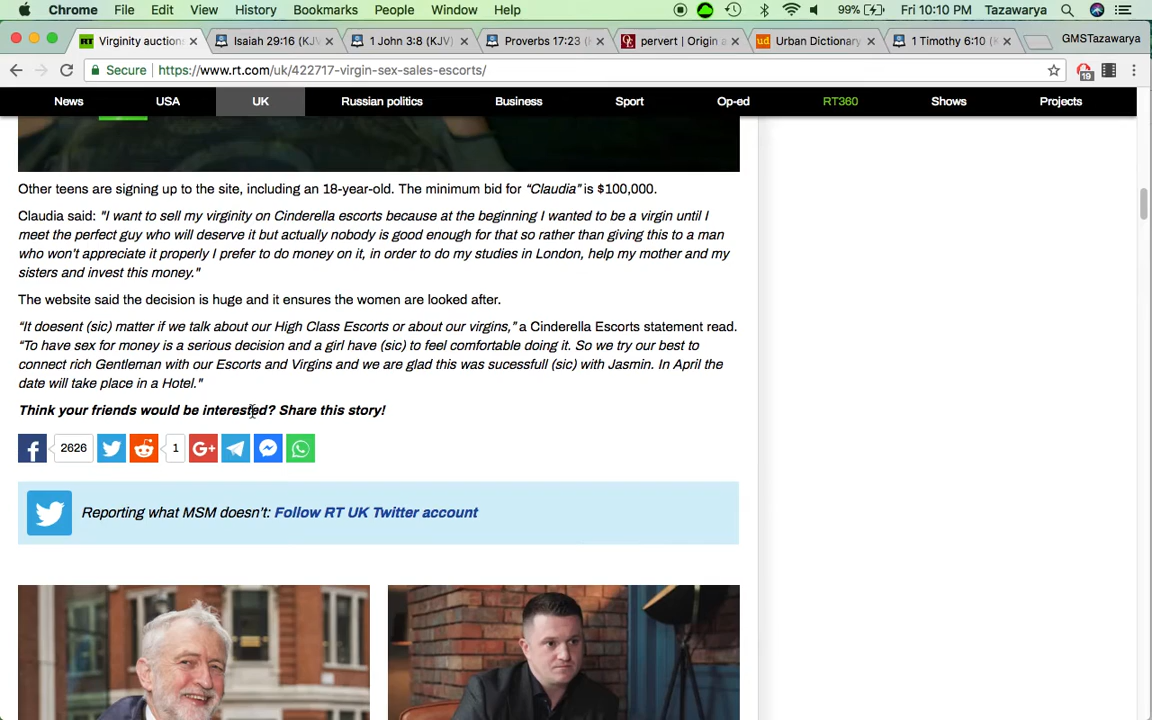 Chrome File Edit View History Bookmarks People Window Help 99% Fri 10:10 PM Tazawarya
RT Virginity auctions Isaiah 29:16 (KJV 1 John 3:8 (KJV) Proverbs 17:23 (KJV pervert | Origin a ud Urban Dictionary 1 Timothy 6:10 (K GMSTazawarya
Secure https://www.rt.com/uk/422717-virgin-sex-sales-escorts/ 19
News USA UK Russian politics Business Sport Op-ed RT360 Shows Projects
Other teens are signing up to the site, including an 18-year-old. The minimum bid for “Claudia” is $100,000.
Claudia said: "I want to sell my virginity on Cinderella escorts because at the beginning I wanted to be a virgin until I
meet the perfect guy who will deserve it but actually nobody is good enough for that so rather than giving this to a man
who won’t appreciate it properly I prefer to do money on it, in order to do my studies in London, help my mother and my
sisters and invest this money."
The website said the decision is huge and it ensures the women are looked after.
“It doesent (sic) matter if we talk about our High Class Escorts or about our virgins,” a Cinderella Escorts statement read.
“To have sex for money is a serious decision and a girl have (sic) to feel comfortable doing it. So we try our best to
connect rich Gentleman with our Escorts and Virgins and we are glad this was sucessfull (sic) with Jasmin. In April the
date will take place in a Hotel."
Think your friends would be interested? Share this story!
f 2626 1 G+
Reporting what MSM doesn’t: Follow RT UK Twitter account